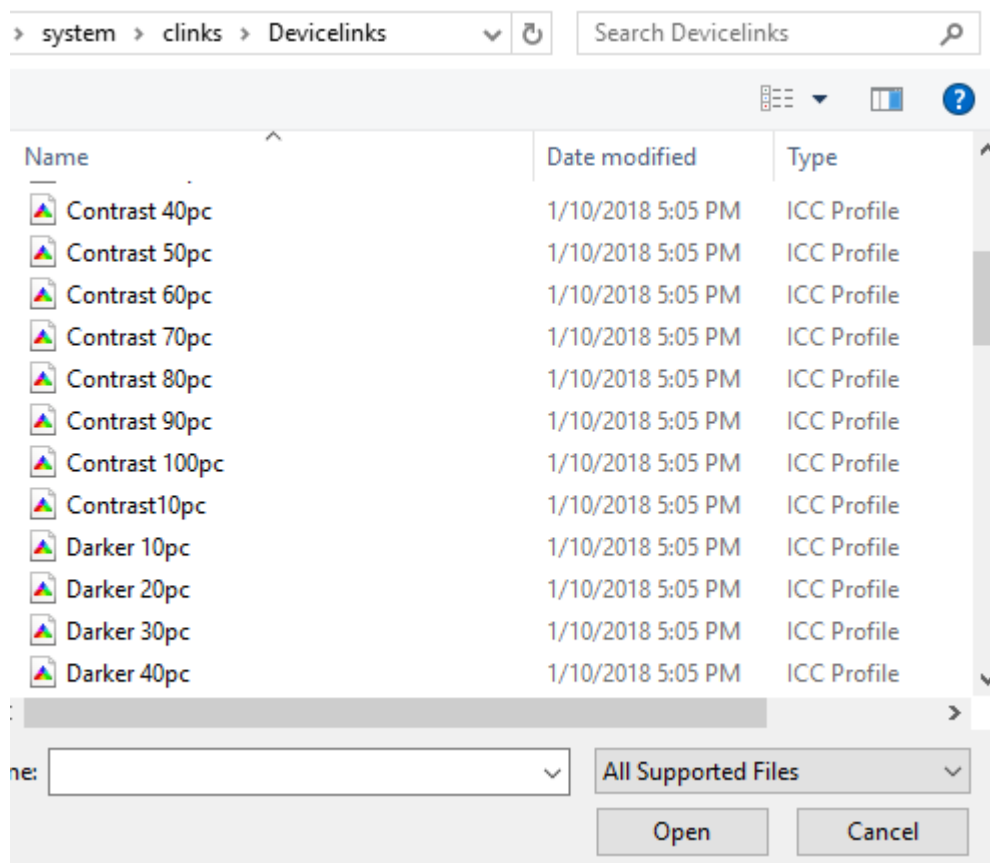 > system > clinks > Devicelinks Search Devicelinks
?
Name Date modified Type
Contrast 40pc 1/10/2018 5:05 PM ICC Profile
Contrast 50pc 1/10/2018 5:05 PM ICC Profile
Contrast 60pc 1/10/2018 5:05 PM ICC Profile
Contrast 70pc 1/10/2018 5:05 PM ICC Profile
Contrast 80pc 1/10/2018 5:05 PM ICC Profile
Contrast 90pc 1/10/2018 5:05 PM ICC Profile
Contrast 100pc 1/10/2018 5:05 PM ICC Profile
Contrast10pc 1/10/2018 5:05 PM ICC Profile
Darker 10pc 1/10/2018 5:05 PM ICC Profile
Darker 20pc 1/10/2018 5:05 PM ICC Profile
Darker 30pc 1/10/2018 5:05 PM ICC Profile
Darker 40pc 1/10/2018 5:05 PM ICC Profile
All Supported Files
Open Cancel